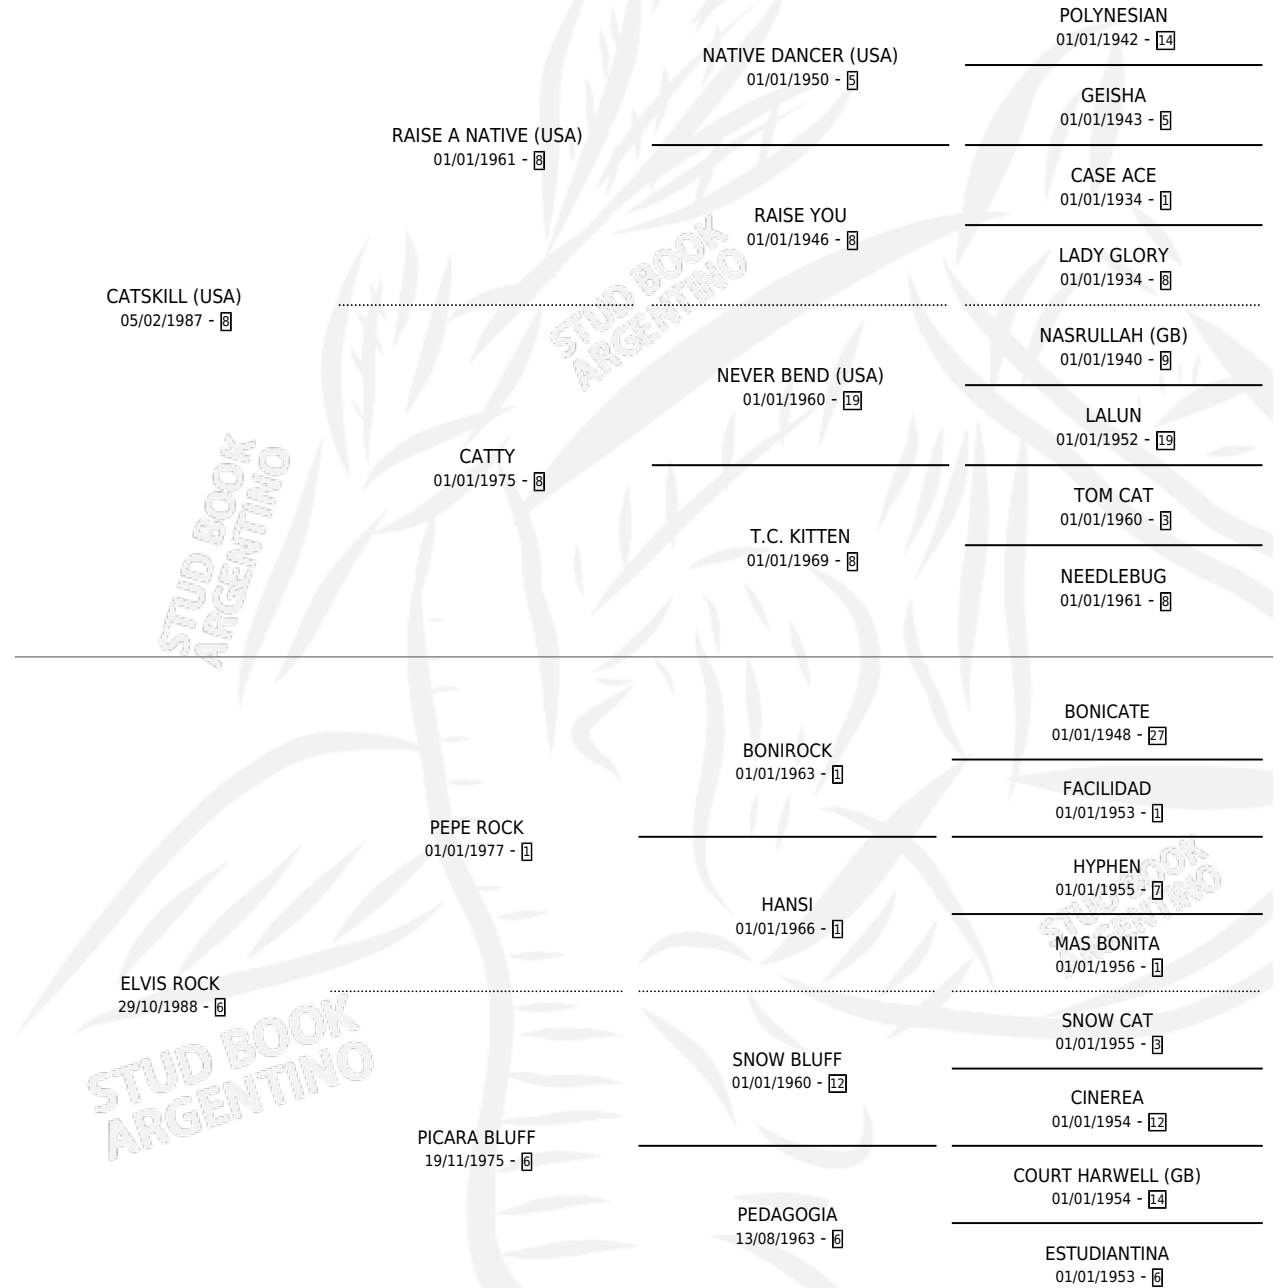 POLYNESIAN
01/01/1942 - 14
NATIVE DANCER (USA)
01/01/1950 - 5
GEISHA
01/01/1943 - 5
RAISE A NATIVE (USA)
01/01/1961 - 8
CASE ACE
01/01/1934 - 1
RAISE YOU
01/01/1946 - 8
LADY GLORY
01/01/1934 - 8
CATSKILL (USA)
05/02/1987 - 8
STUD BOOK
ARGENTINO
NASRULLAH (GB)
01/01/1940 - 9
NEVER BEND (USA)
01/01/1960 - 19
LALUN
01/01/1952 - 19
CATTY
01/01/1975 - 8
TOM CAT
01/01/1960 - 3
T.C. KITTEN
01/01/1969 - 8
NEEDLEBUG
01/01/1961 - 8
STUD BOOK
ARGENTINO
BONICATE
01/01/1948 - 27
BONIROCK
01/01/1963 - 1
FACILIDAD
01/01/1953 - 1
PEPE ROCK
01/01/1977 - 1
HYPHEN
01/01/1955 - 7
HANSI
01/01/1966 - 1
MAS BONITA
01/01/1956 - 1
STUD BOOK
ARGENTINO
ELVIS ROCK
29/10/1988 - 6
SNOW CAT
01/01/1955 - 3
SNOW BLUFF
01/01/1960 - 12
CINEREA
01/01/1954 - 12
STUD BOOK
ARGENTINO
PICARA BLUFF
19/11/1975 - 6
COURT HARWELL (GB)
01/01/1954 - 14
PEDAGOGIA
13/08/1963 - 6
ESTUDIANTINA
01/01/1953 - 6